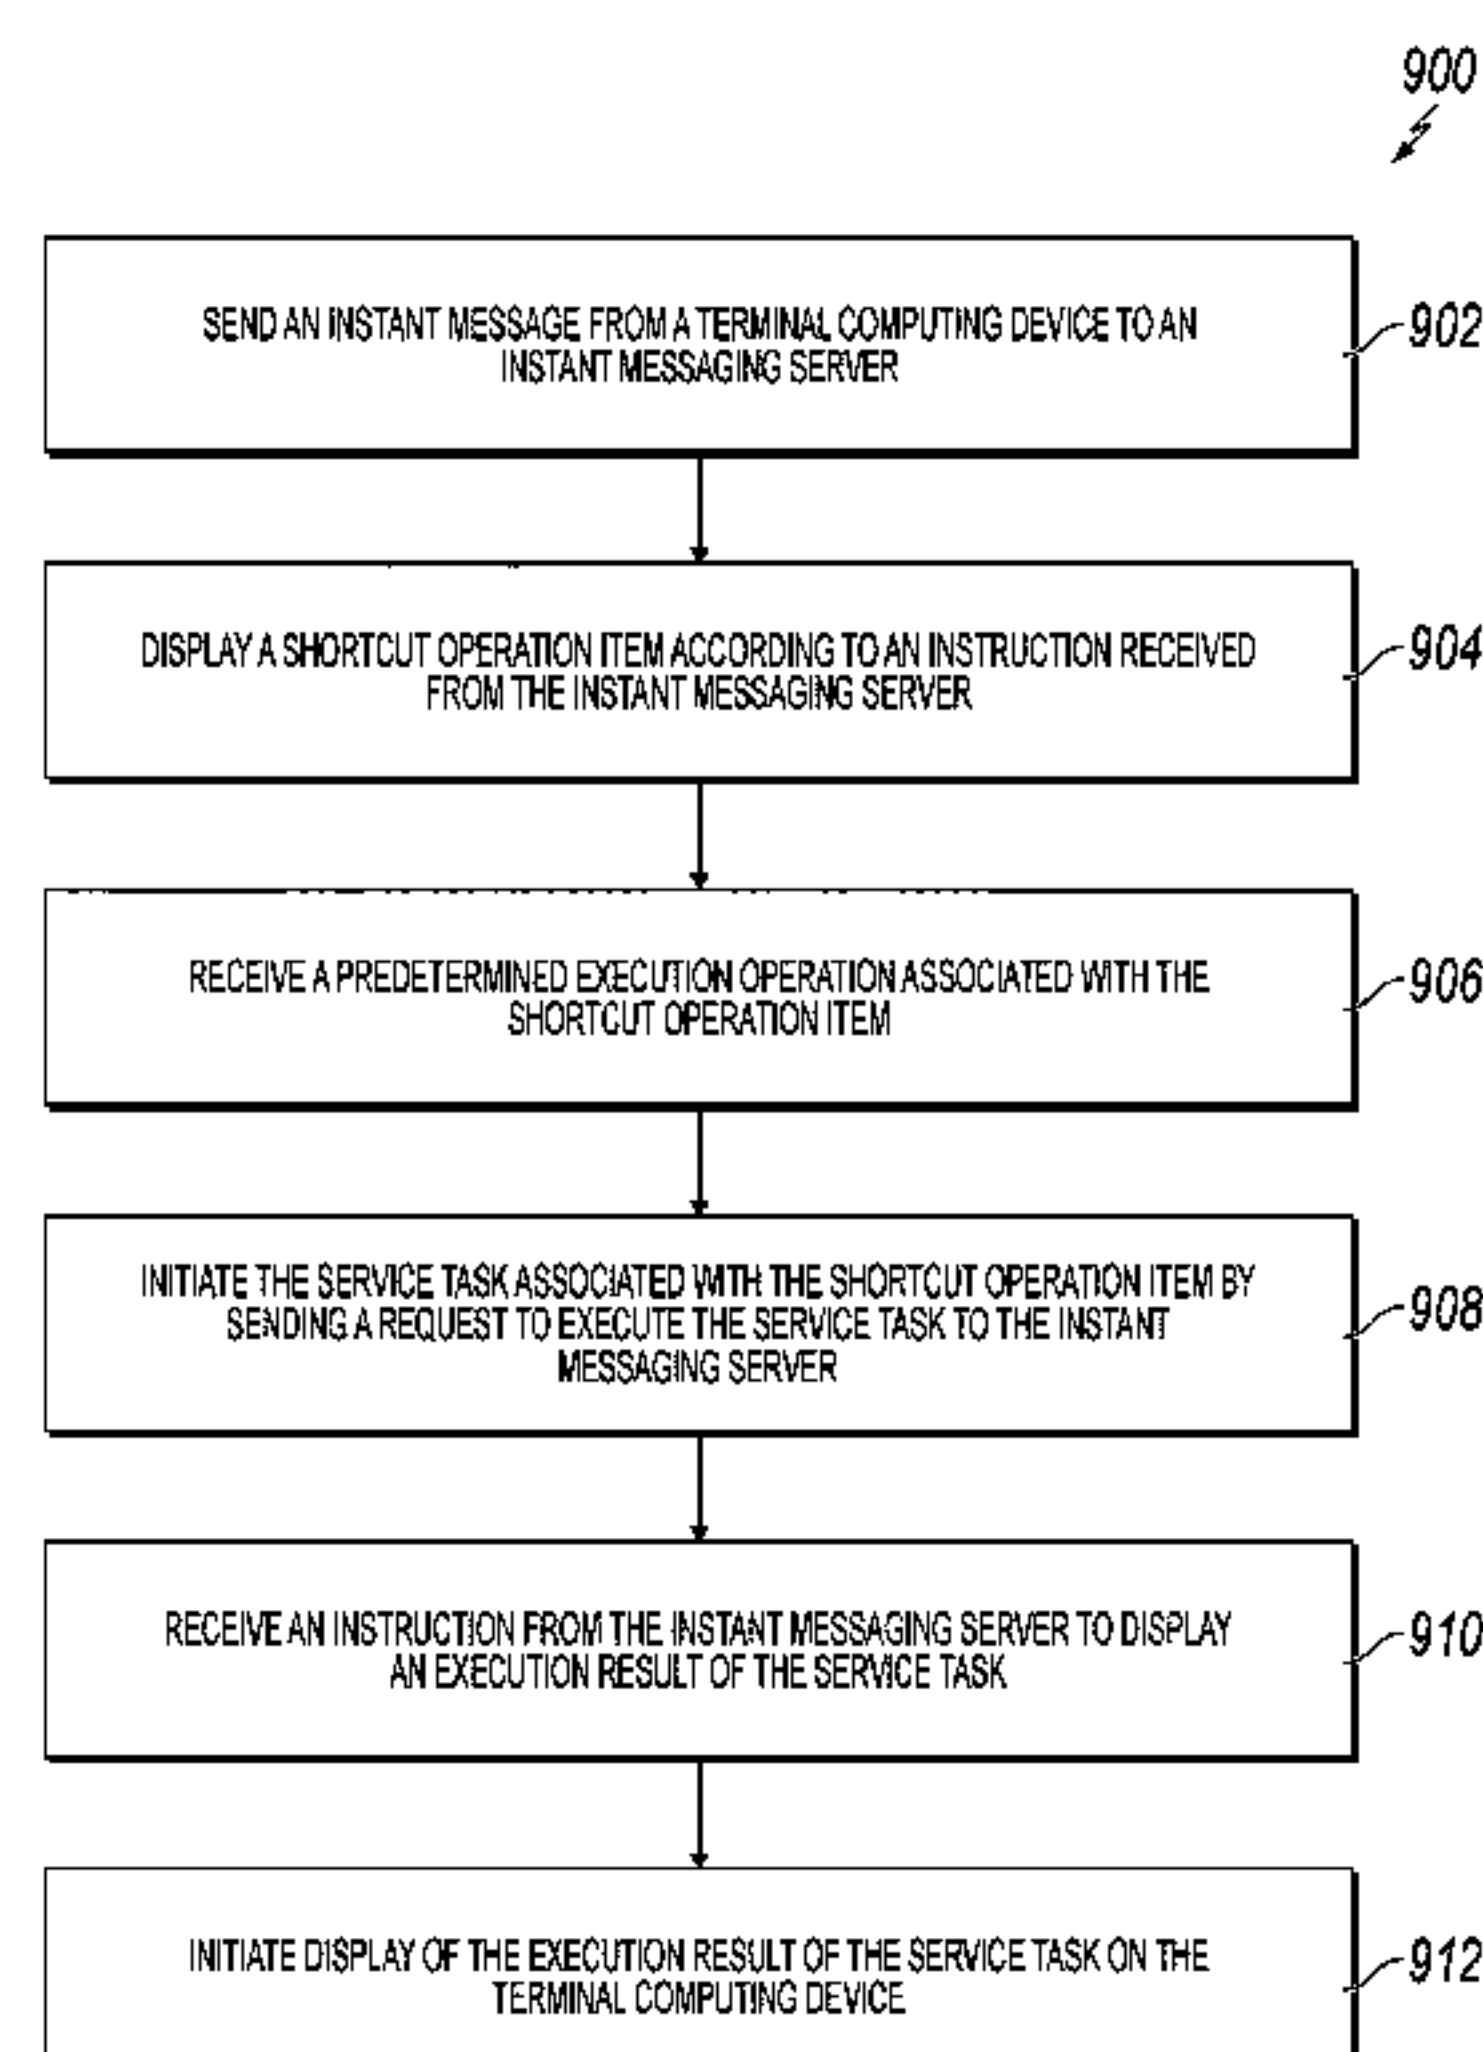 900
SEND AN INSTANT MESSAGE FROM A TERMINAL COMPUTING DEVICE TO AN
INSTANT MESSAGING SERVER
902
DISPLAY A SHORTCUT OPERATION ITEM ACCORDING TO AN INSTRUCTION RECEIVED
FROM THE INSTANT MESSAGING SERVER
904
RECEIVE A PREDETERMINED EXECUTION OPERATION ASSOCIATED WITH THE
SHORTCUT OPERATION ITEM
906
INITIATE THE SERVICE TASK ASSOCIATED WITH THE SHORTCUT OPERATION ITEM BY
SENDING A REQUEST TO EXECUTE THE SERVICE TASK TO THE INSTANT
MESSAGING SERVER
908
RECEIVE AN INSTRUCTION FROM THE INSTANT MESSAGING SERVER TO DISPLAY
AN EXECUTION RESULT OF THE SERVICE TASK
910
INITIATE DISPLAY OF THE EXECUTION RESULT OF THE SERVICE TASK ON THE
TERMINAL COMPUTING DEVICE
912